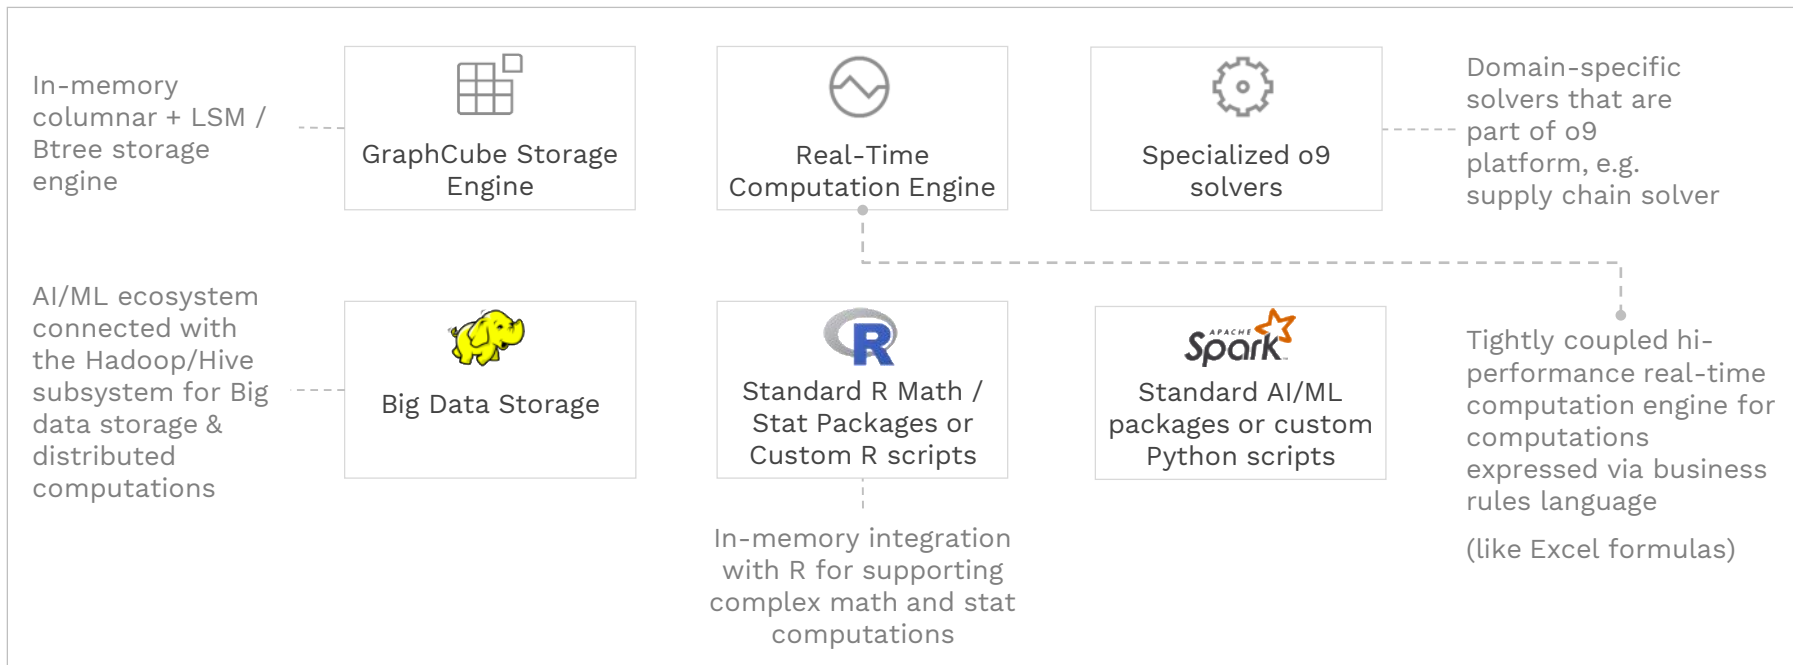 In-memory
columnar + LSM /
Btree storage
engine
GraphCube Storage
Engine
Real-Time
Computation Engine
Specialized o9
solvers
Domain-specific
solvers that are
part of o9
platform, e.g.
supply chain solver
AI/ML ecosystem
connected with
the Hadoop/Hive
subsystem for Big
data storage &
distributed
computations
Big Data Storage
R
Standard R Math /
Stat Packages or
Custom R scripts
APACHE
Spark™
Standard AI/ML
packages or custom
Python scripts
Tightly coupled hi-
performance real-time
computation engine for
computations
expressed via business
rules language
(like Excel formulas)
In-memory integration
with R for supporting
complex math and stat
computations